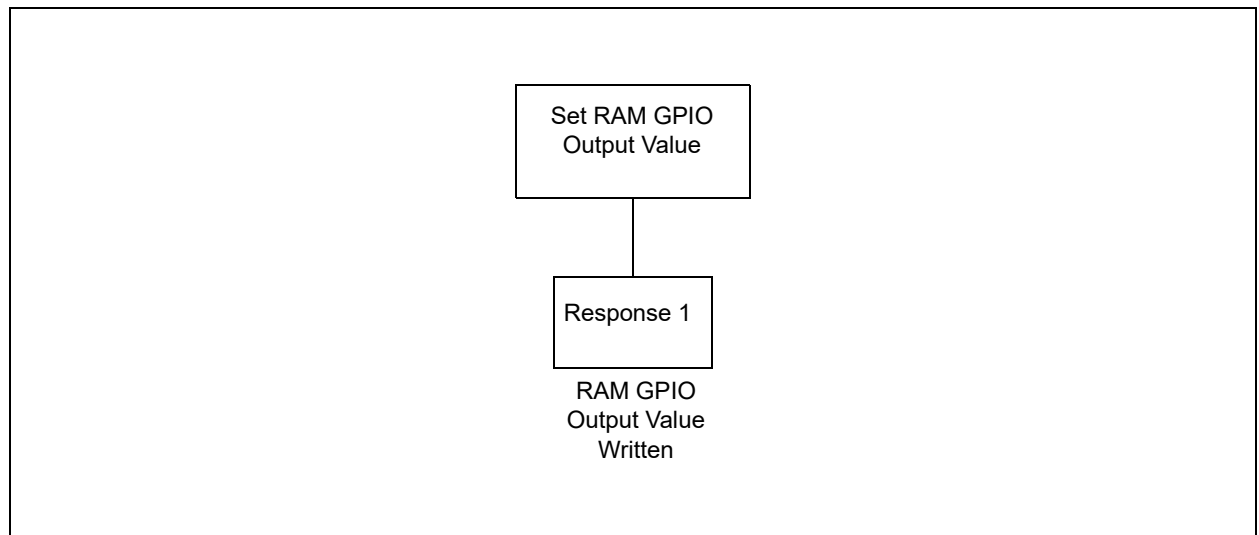 Set RAM GPIO
Output Value
Response 1
RAM GPIO
Output Value
Written